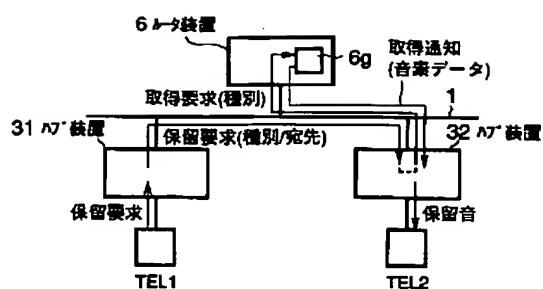 6 ルータ装置
6g
取得通知
(音楽データ)
取得要求(種別)
1
31 ハブ装置
保留要求(種別/宛先)
32 ハブ装置
保留要求
保留音
TEL1
TEL2